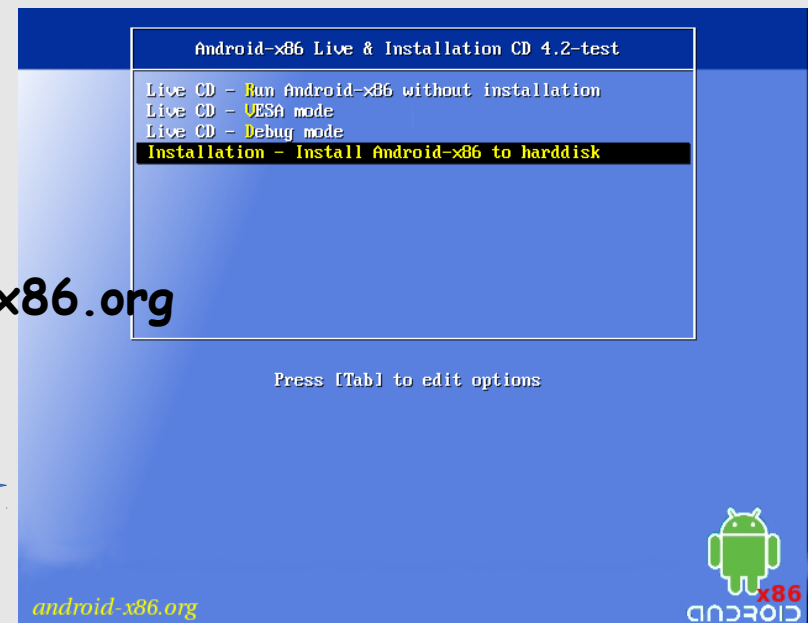 Android-x86 Live & Installation CD 4.2-test
Live CD - Run Android-x86 without installation
Live CD - VESA mode
Live CD - Debug mode
Installation - Install Android-x86 to harddisk
x86.org
Press [Tab] to edit options
android-x86.org
x86
ANDROID